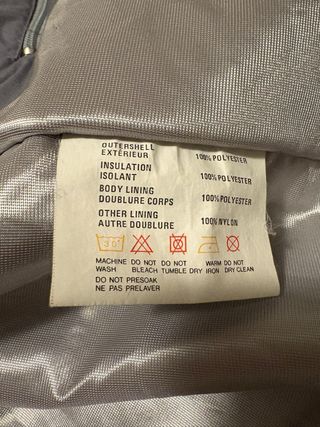 OUTERSHELL
EXTÉRIEUR 100% POLYESTER
INSULATION
ISOLANT 100% POLYESTER
BODY LINING
DOUBLURE CORPS 100% POLYESTER
OTHER LINING
AUTRE DOUBLURE 100% NYLON
30
MACHINE DO NOT DO NOT WARM DO NOT
WASH BLEACH TUMBLE DRY IRON DRY CLEAN
DO NOT PRESOAK
NE PAS PRELAVER